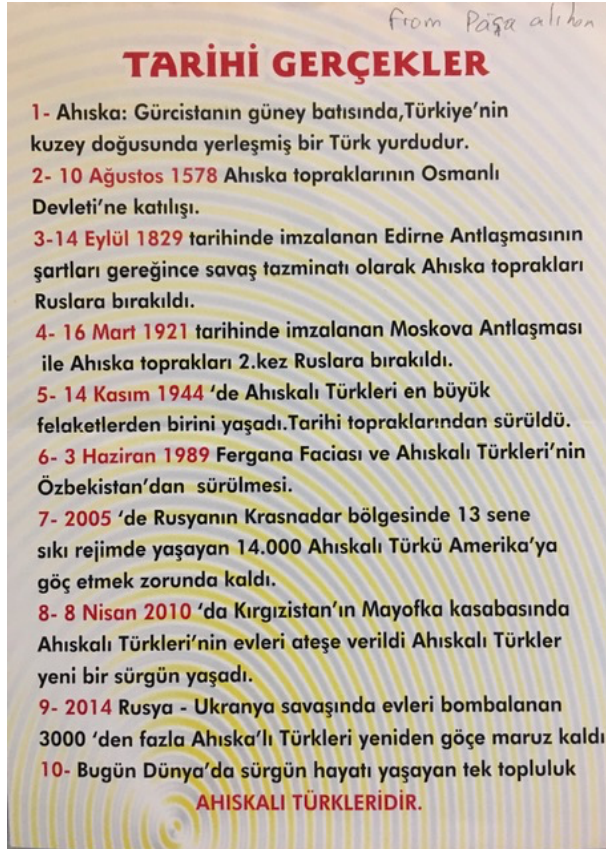 from Paşa alihan
TARİHİ GERÇEKLER
1- Ahıska: Gürcistanın güney batısında,Türkiye'nin
kuzey doğusunda yerleşmiş bir Türk yurdudur.
2- 10 Ağustos 1578 Ahıska topraklarının Osmanlı
Devleti'ne katılışı.
3-14 Eylül 1829 tarihinde imzalanan Edirne Antlaşmasının
şartları gereğince savaş tazminatı olarak Ahıska toprakları
Ruslara bırakıldı.
4- 16 Mart 1921 tarihinde imzalanan Moskova Antlaşması
ile Ahıska toprakları 2.kez Ruslara bırakıldı.
5- 14 Kasım 1944 'de Ahıskalı Türkleri en büyük
felaketlerden birini yaşadı.Tarihi topraklarından sürüldü.
6- 3 Haziran 1989 Fergana Faciası ve Ahıskalı Türkleri'nin
Özbekistan'dan sürülmesi.
7- 2005 'de Rusyanın Krasnadar bölgesinde 13 sene
sıkı rejimde yaşayan 14.000 Ahıskalı Türkü Amerika'ya
göç etmek zorunda kaldı.
8- 8 Nisan 2010 'da Kırgızistan'ın Mayofka kasabasında
Ahıskalı Türkleri'nin evleri ateşe verildi Ahıskalı Türkler
yeni bir sürgün yaşadı.
9- 2014 Rusya - Ukranya savaşında evleri bombalanan
3000 'den fazla Ahıska'lı Türkleri yeniden göçe maruz kaldı
10- Bugün Dünya'da sürgün hayatı yaşayan tek topluluk
AHISKALI TÜRKLERİDİR.